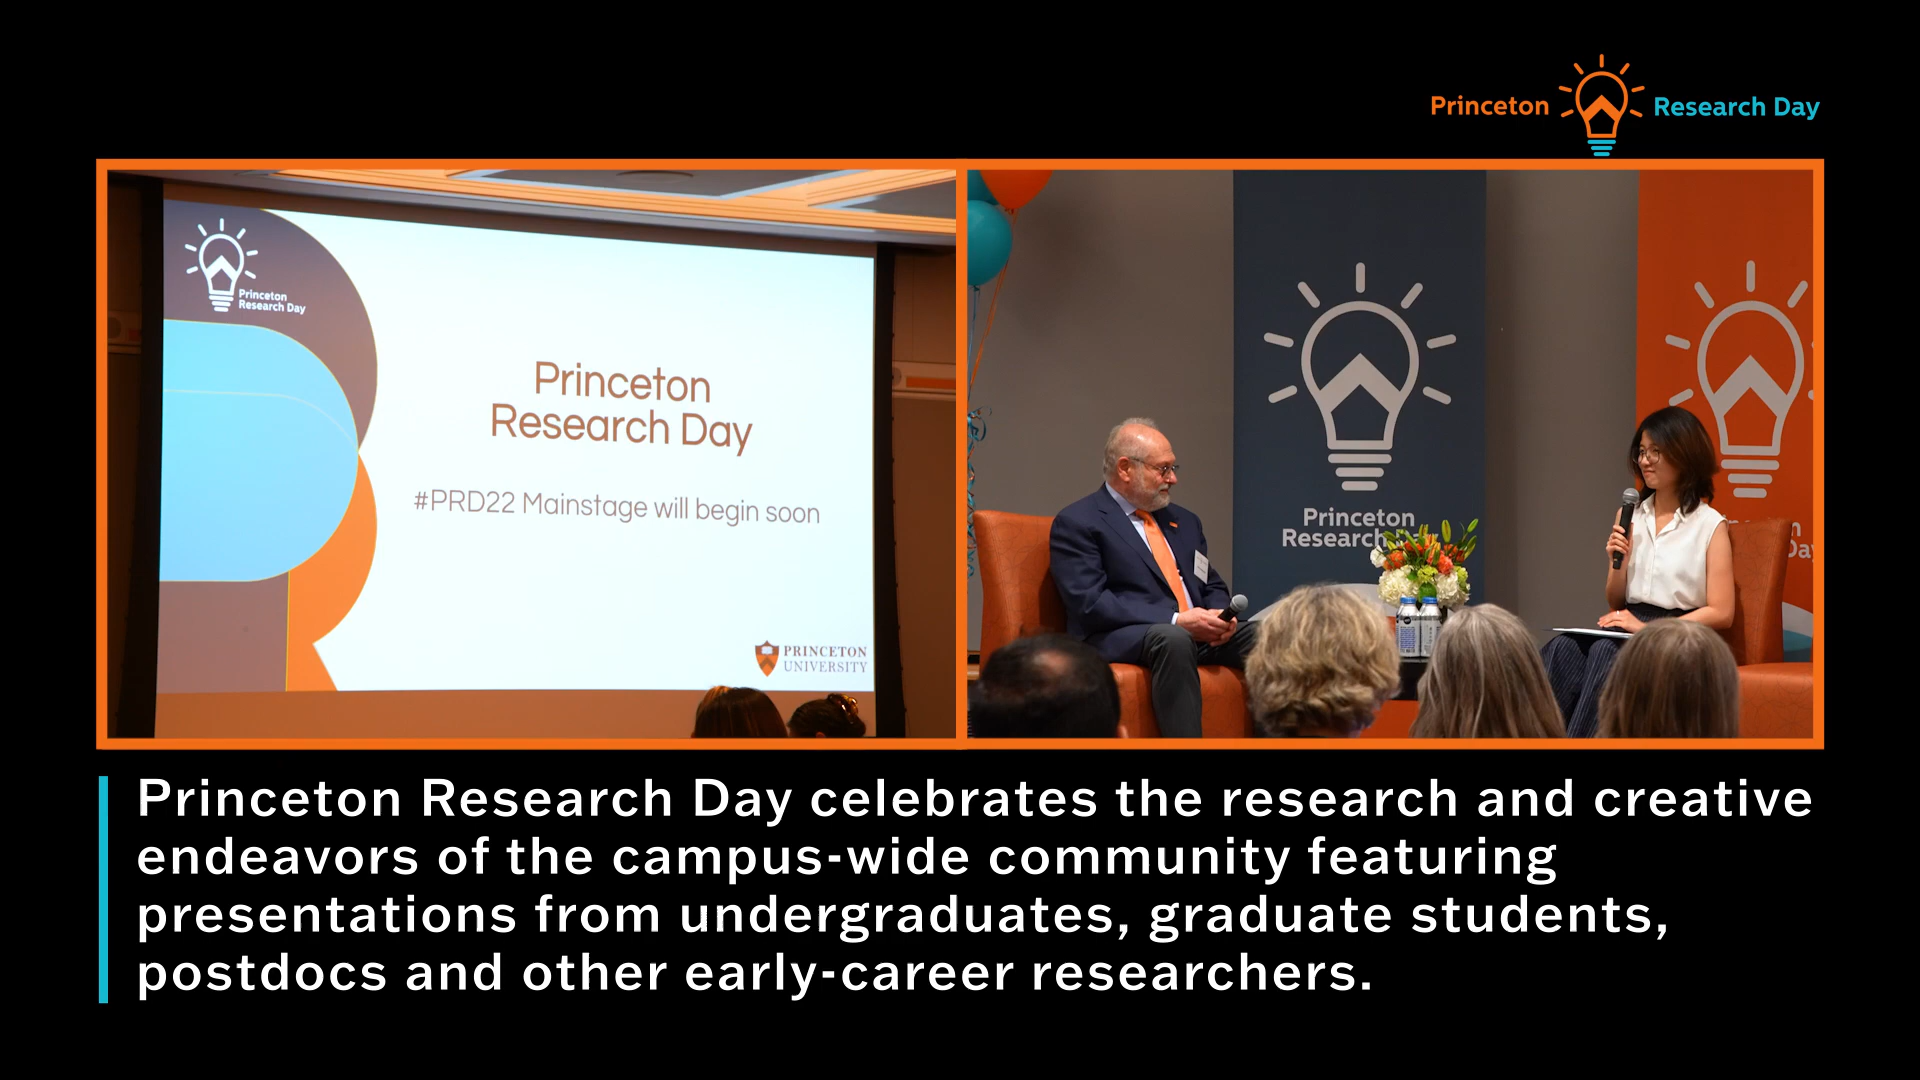 Princeton Research Day
Princeton
Research Day
Princeton
Research Day
#PRD22 Mainstage will begin soon
PRINCETON
UNIVERSITY
Princeton
Research
Princeton Research Day celebrates the research and creative
endeavors of the campus-wide community featuring
presentations from undergraduates, graduate students,
postdocs and other early-career researchers.